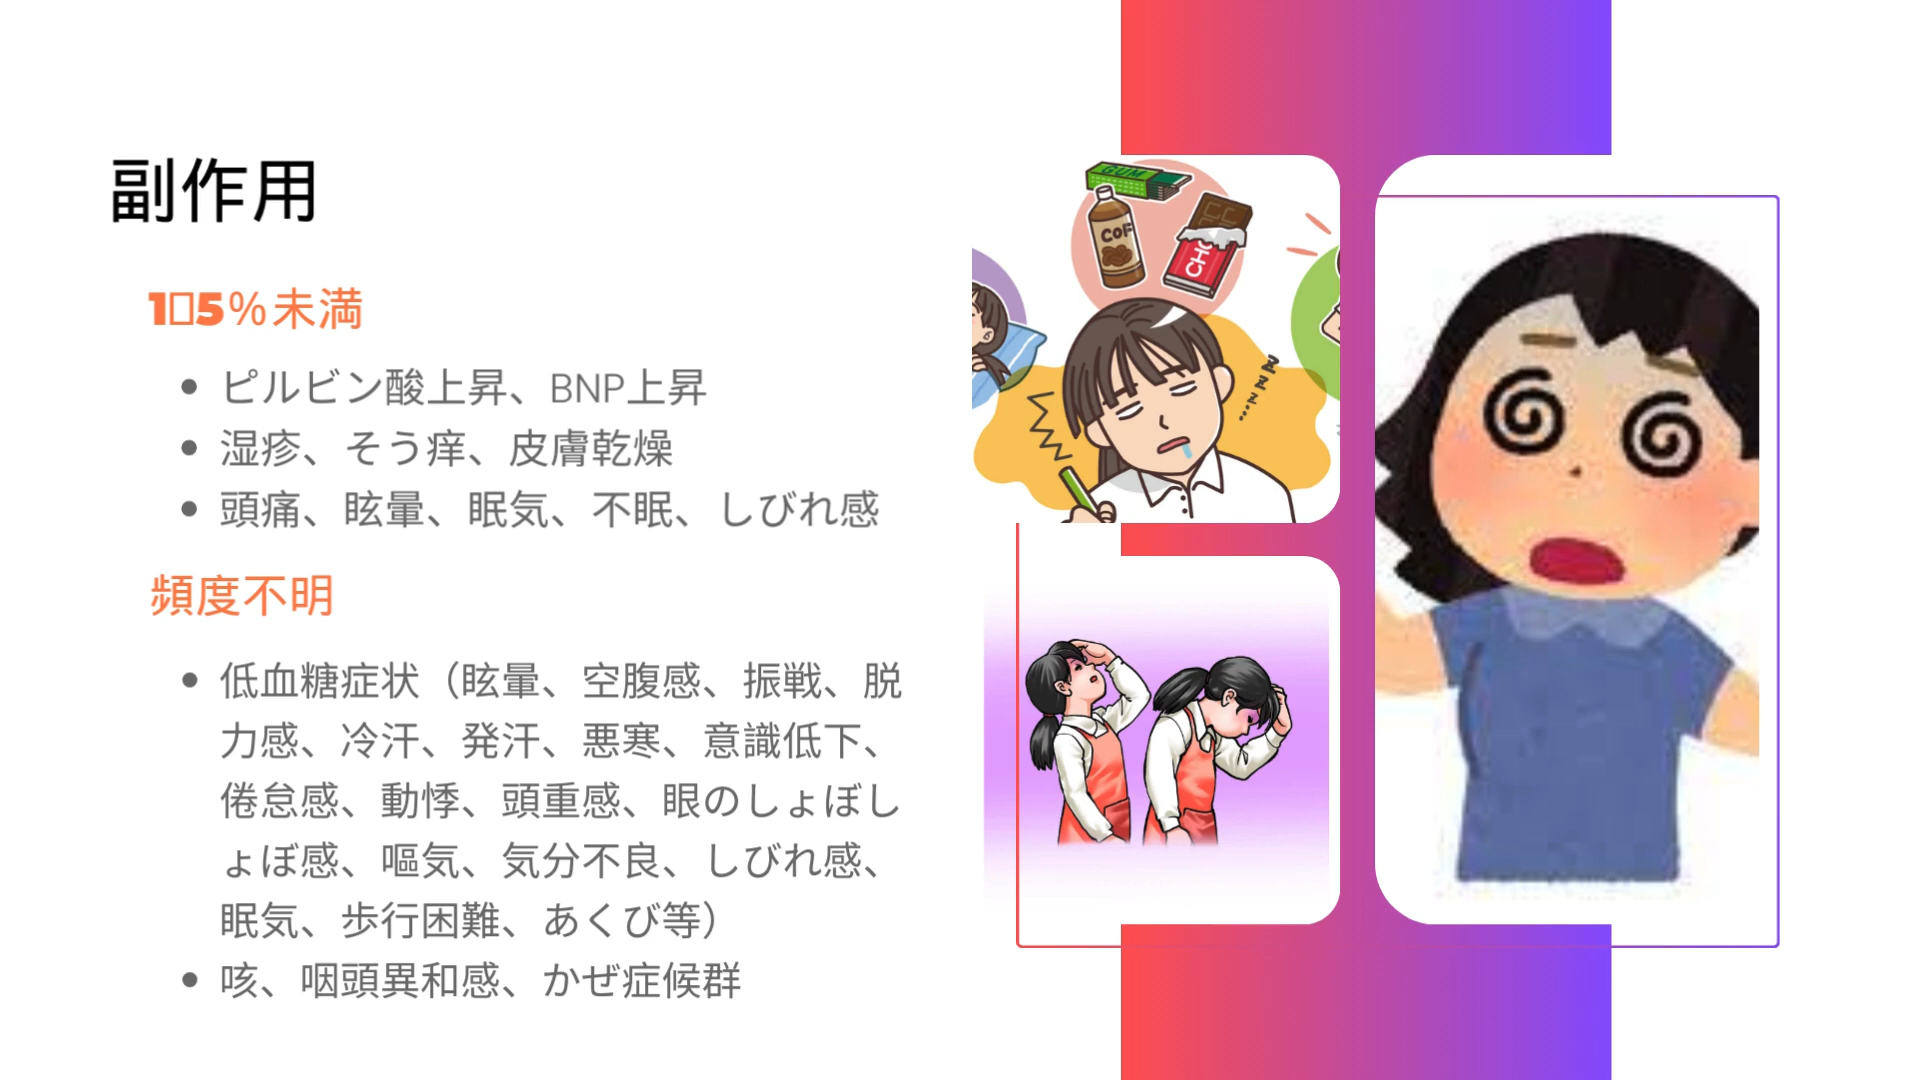 副作用
1□5％未満
ピルビン酸上昇、BNP上昇
湿疹、そう痒、皮膚乾燥
頭痛、眩暈、眠気、不眠、しびれ感
頻度不明
低血糖症状（眩暈、空腹感、振戦、脱
力感、冷汗、発汗、悪寒、意識低下、
倦怠感、動悸、頭重感、眼のしょぼし
ょぼ感、嘔気、気分不良、しびれ感、
眠気、歩行困難、あくび等）
咳、咽頭異和感、かぜ症候群
GUM
COF
CHO
zzzz...